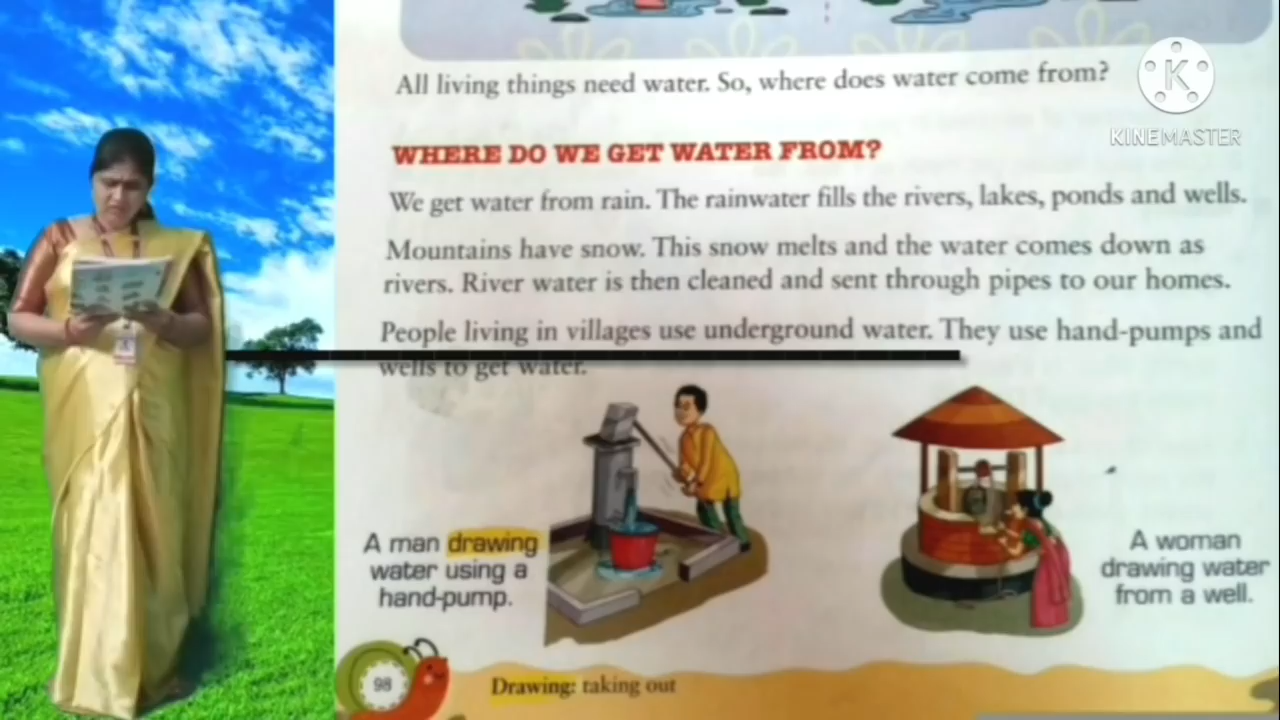 All living things need water. So, where does water come from?
KINEMASTER
WHERE DO WE GET WATER FROM?
We get water from rain. The rainwater fills the rivers, lakes, ponds and wells.
Mountains have snow. This snow melts and the water comes down as
rivers. River water is then cleaned and sent through pipes to our homes.
People living in villages use underground water. They use hand-pumps and
wells to get water.
A man drawing
water using a
hand-pump.
A woman
drawing water
from a well.
98
Drawing: taking out